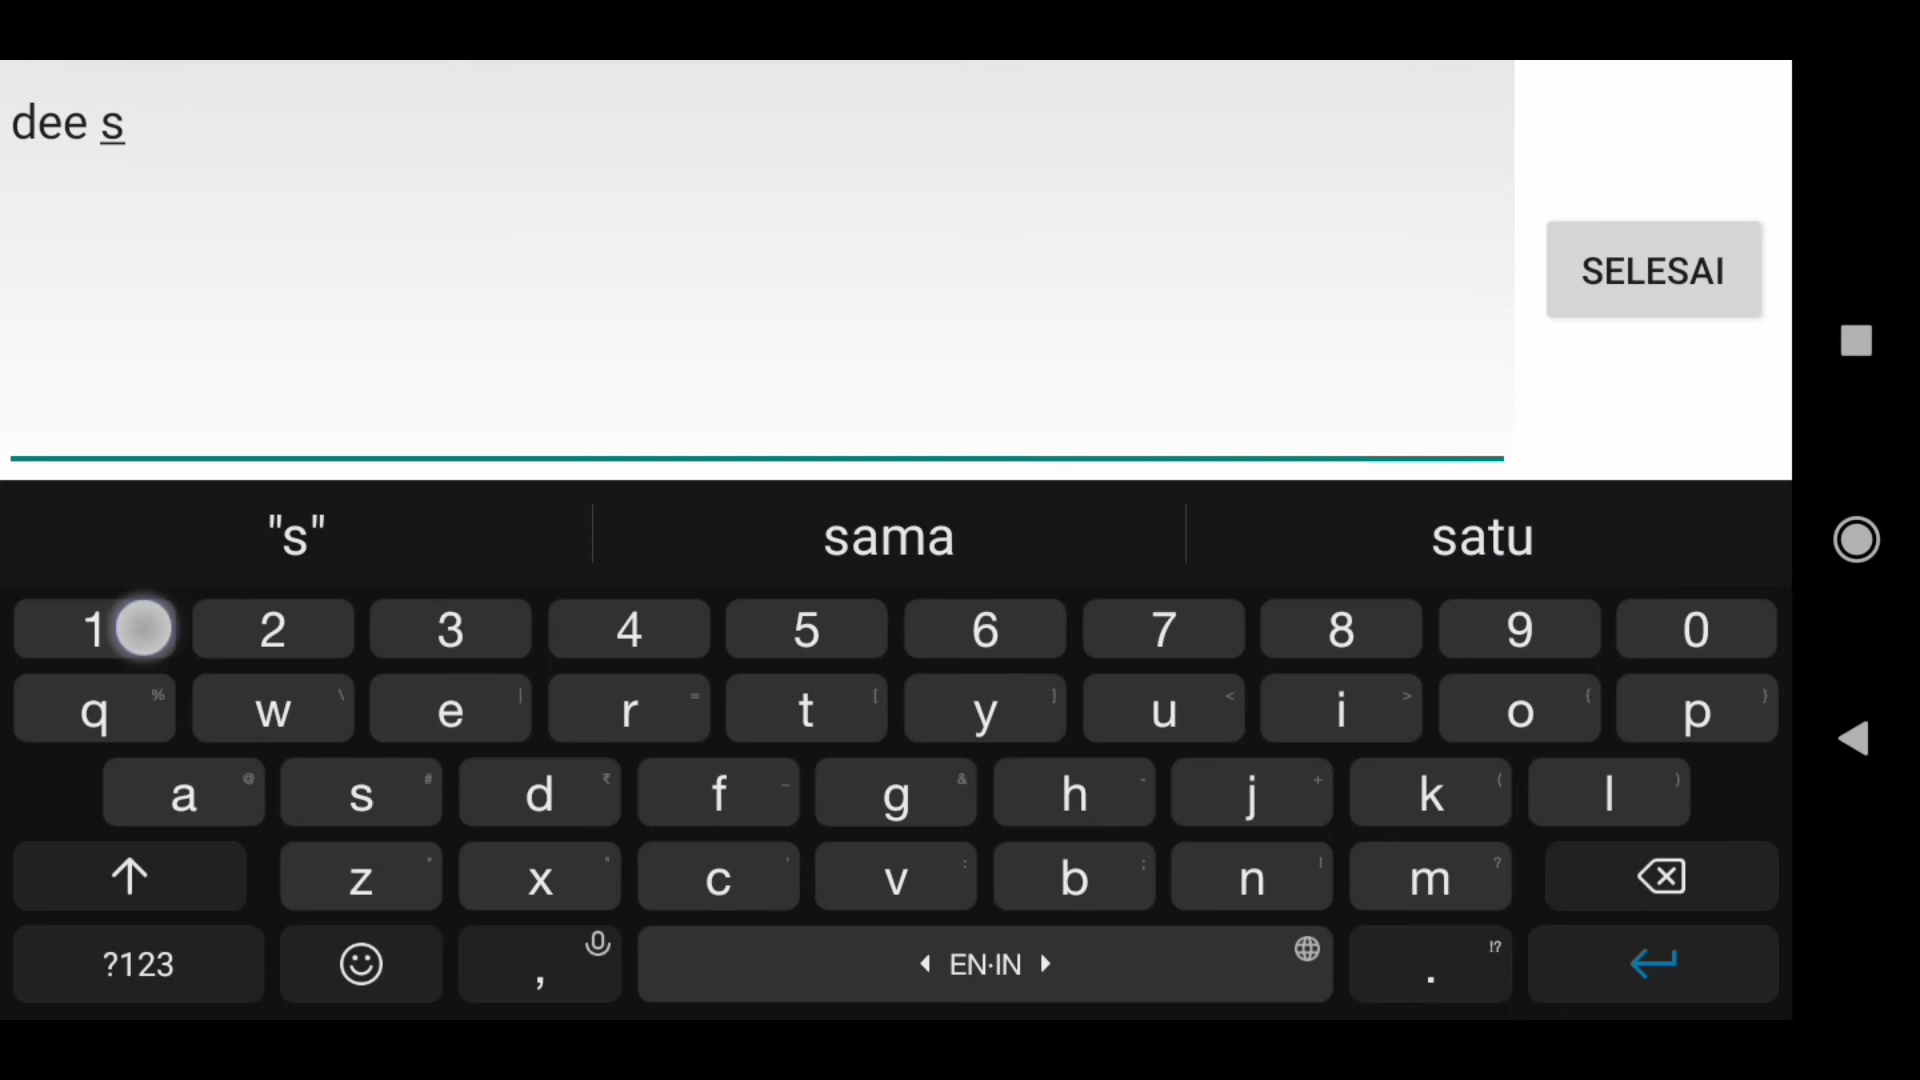 dee s
SELESAI
"s" sama satu
1 2 3 4 5 6 7 8 9 0
q % w \ e | r = t [ y ] u < i > o { p }
a @ s # d ₹ f _ g & h - j + k ( l )
z * x " c ' v : b ; n ! m ?
?123 , EN·IN . !?